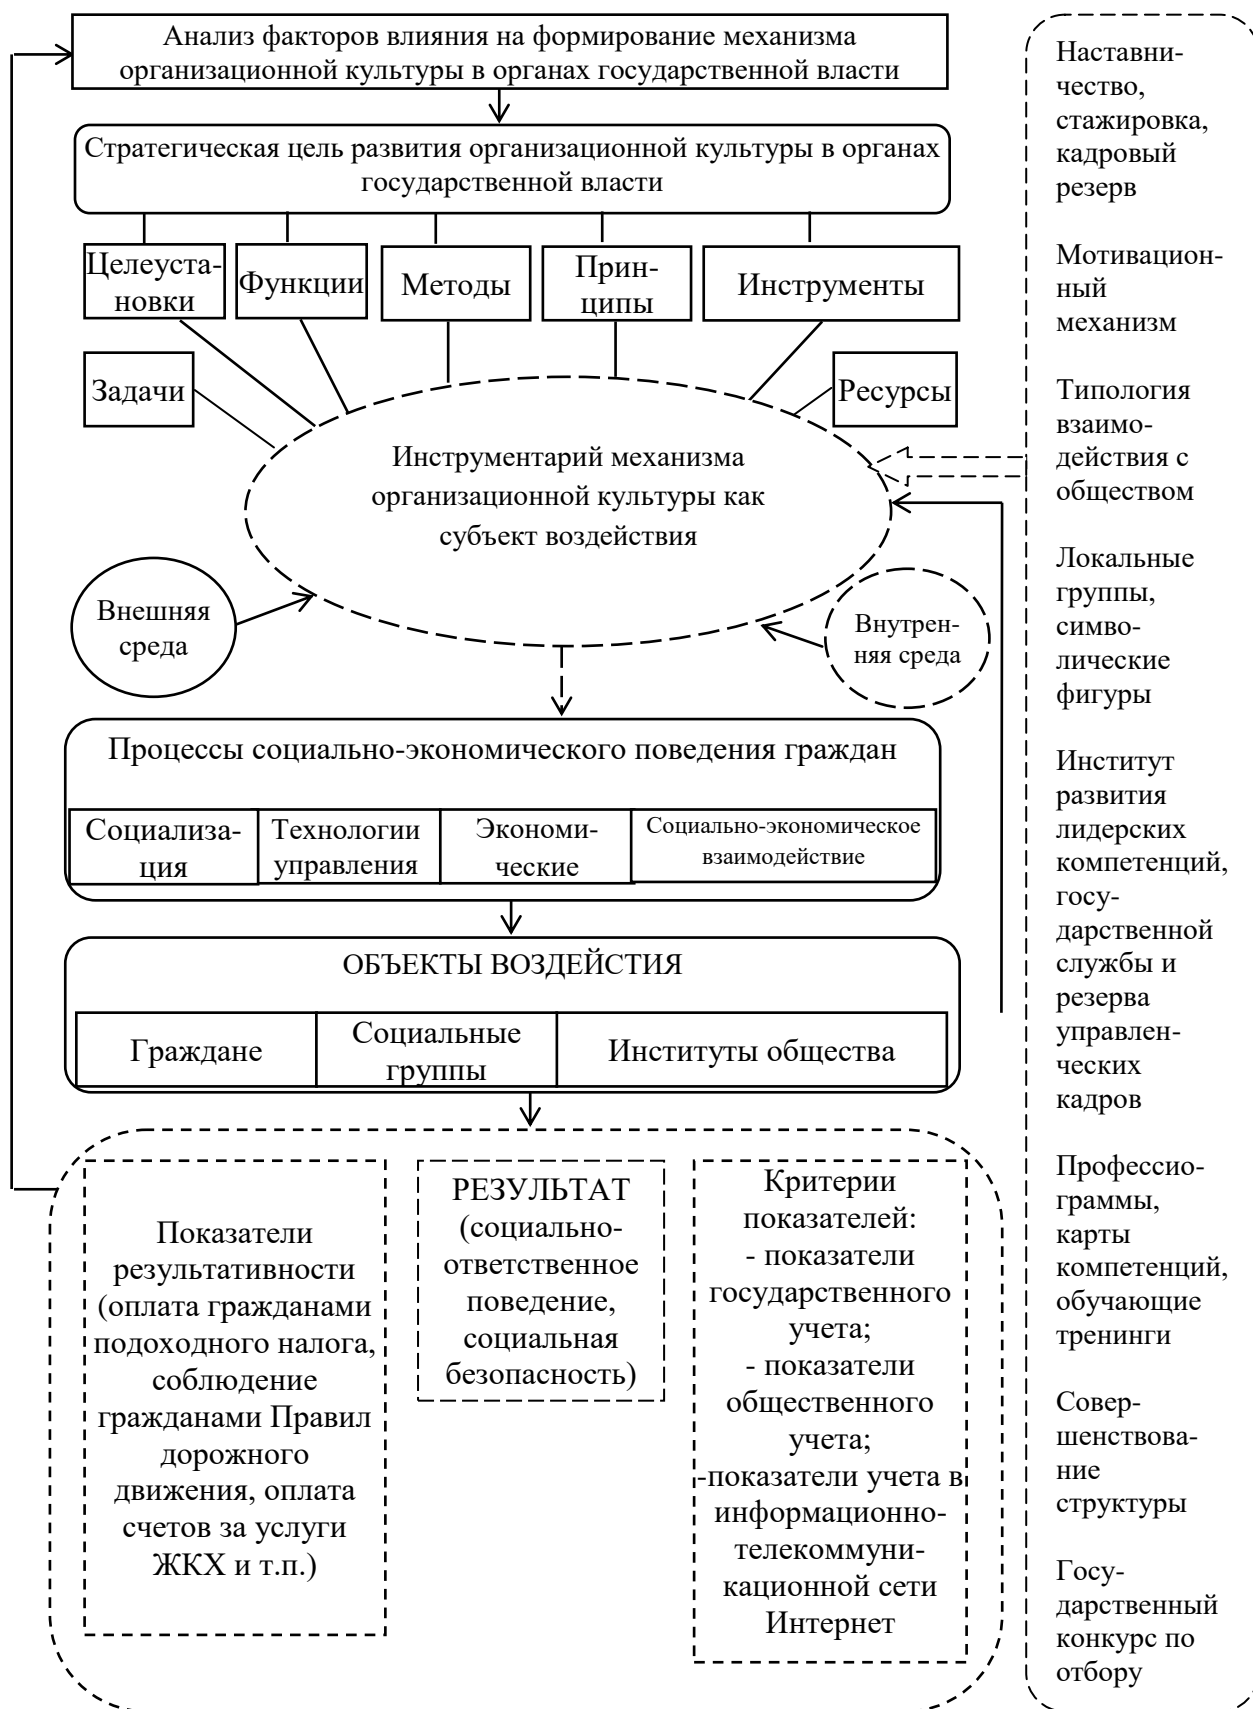 Анализ факторов влияния на формирование механизма
организационной культуры в органах государственной власти
Стратегическая цель развития организационной культуры в органах
государственной власти
Целеуста-
новки
Функции
Методы
Прин-
ципы
Инструменты
Задачи
Ресурсы
Инструментарий механизма
организационной культуры как
субъект воздействия
Внешняя
среда
Внутрен-
няя среда
Процессы социально-экономического поведения граждан
Социализа-
ция
Технологии
управления
Экономи-
ческие
Социально-экономическое
взаимодействие
ОБЪЕКТЫ ВОЗДЕЙСТИЯ
Граждане
Социальные
группы
Институты общества
Показатели
результативности
(оплата гражданами
подоходного налога,
соблюдение
гражданами Правил
дорожного
движения, оплата
счетов за услуги
ЖКХ и т.п.)
РЕЗУЛЬТАТ
(социально-
ответственное
поведение,
социальная
безопасность)
Критерии
показателей:
- показатели
государственного
учета;
- показатели
общественного
учета;
-показатели учета в
информационно-
телекоммуни-
кационной сети
Интернет
Наставни-
чество,
стажировка,
кадровый
резерв
Мотивацион-
ный
механизм
Типология
взаимо-
действия с
обществом
Локальные
группы,
симво-
лические
фигуры
Институт
развития
лидерских
компетенций,
госу-
дарственной
службы и
резерва
управлен-
ческих
кадров
Профессио-
граммы,
карты
компетенций,
обучающие
тренинги
Совер-
шенствова-
ние
структуры
Госу-
дарственный
конкурс по
отбору